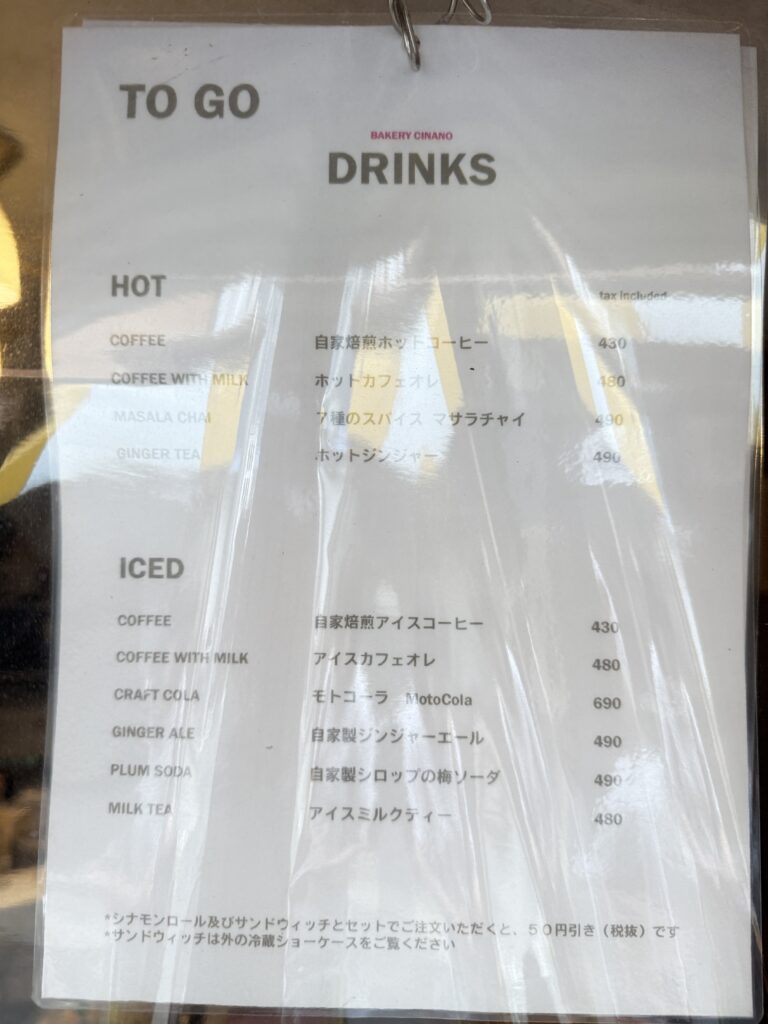 TO GO
BAKERY CINANO
DRINKS
HOT
tax included
COFFEE 自家焙煎ホットコーヒー 430
COFFEE WITH MILK ホットカフェオレ 480
MASALA CHAI 7種のスパイス マサラチャイ 490
GINGER TEA ホットジンジャー 490
ICED
COFFEE 自家焙煎アイスコーヒー 430
COFFEE WITH MILK アイスカフェオレ 480
CRAFT COLA モトコーラ MotoCola 690
GINGER ALE 自家製ジンジャーエール 490
PLUM SODA 自家製シロップの梅ソーダ 490
MILK TEA アイスミルクティー 480
*シナモンロール及びサンドウィッチとセットでご注文いただくと、５０円引き（税抜）です
*サンドウィッチは外の冷蔵ショーケースをご覧ください